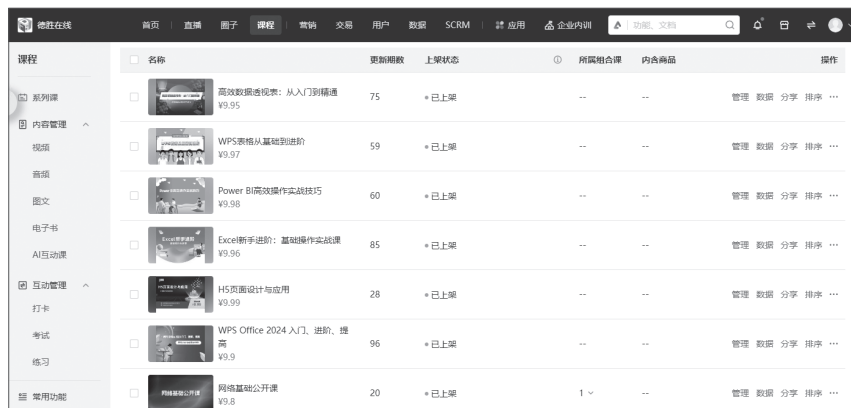 德胜在线
首页 直播 圈子 课程 营销 交易 用户 数据 SCRM 应用 企业内训 功能、文档
课程
系列课
内容管理
视频
音频
图文
电子书
AI互动课
互动管理
打卡
考试
练习
常用功能
名称 更新期数 上架状态 所属组合课 内含商品 操作
高效数据透视表：从入门到精通
¥9.95
75 已上架 -- -- 管理 数据 分享 排序 ···
WPS表格从基础到进阶
¥9.97
59 已上架 -- -- 管理 数据 分享 排序 ···
Power BI高效操作实战技巧
¥9.98
60 已上架 -- -- 管理 数据 分享 排序 ···
Excel新手进阶：基础操作实战课
¥9.96
85 已上架 -- -- 管理 数据 分享 排序 ···
H5页面设计与应用
¥9.99
28 已上架 -- -- 管理 数据 分享 排序 ···
WPS Office 2024 入门、进阶、提
高
¥9.9
96 已上架 -- -- 管理 数据 分享 排序 ···
网络基础公开课
网络基础公开课
¥9.8
20 已上架 1 -- 管理 数据 分享 排序 ···